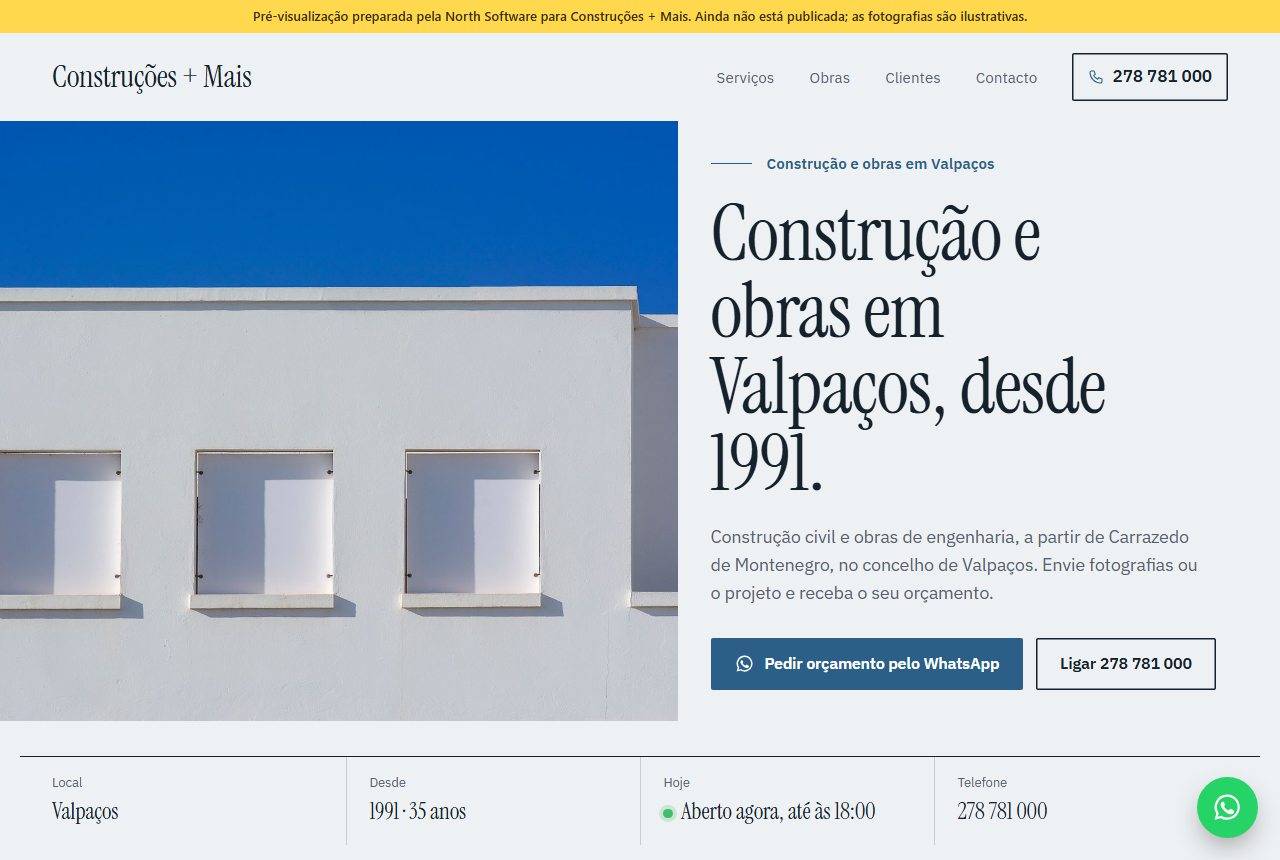 Pré-visualização preparada pela North Software para Construções + Mais. Ainda não está publicada; as fotografias são ilustrativas.
Construções + Mais
Serviços
Obras
Clientes
Contacto
278 781 000
Construção e obras em Valpaços
Construção e
obras em
Valpaços, desde
1991.
Construção civil e obras de engenharia, a partir de Carrazedo
de Montenegro, no concelho de Valpaços. Envie fotografias ou
o projeto e receba o seu orçamento.
Pedir orçamento pelo WhatsApp
Ligar 278 781 000
Local
Valpaços
Desde
1991 · 35 anos
Hoje
Aberto agora, até às 18:00
Telefone
278 781 000